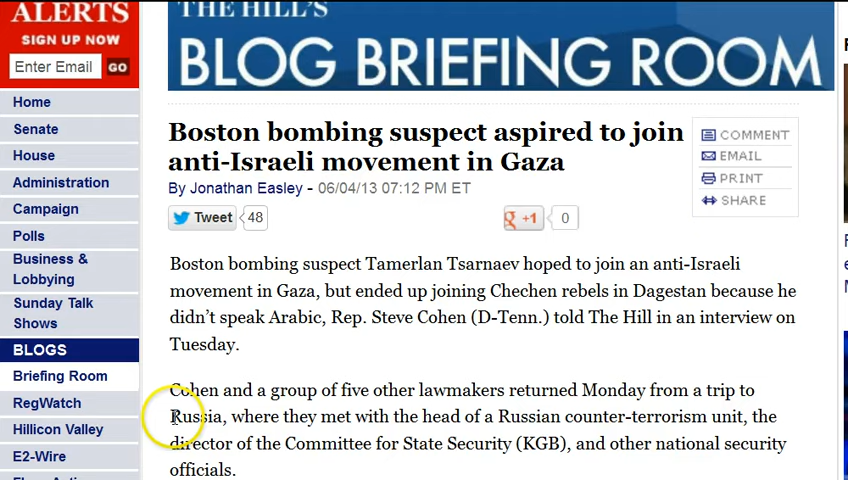 ALERTS
SIGN UP NOW
Enter Email GO
Home
Senate
House
Administration
Campaign
Polls
Business &
Lobbying
Sunday Talk
Shows
BLOGS
Briefing Room
RegWatch
Hillicon Valley
E2-Wire
THE HILL'S
BLOG BRIEFING ROOM
Boston bombing suspect aspired to join
anti-Israeli movement in Gaza
By Jonathan Easley - 06/04/13 07:12 PM ET
COMMENT
EMAIL
PRINT
SHARE
Tweet 48
g +1 0
Boston bombing suspect Tamerlan Tsarnaev hoped to join an anti-Israeli
movement in Gaza, but ended up joining Chechen rebels in Dagestan because he
didn't speak Arabic, Rep. Steve Cohen (D-Tenn.) told The Hill in an interview on
Tuesday.
Cohen and a group of five other lawmakers returned Monday from a trip to
Russia, where they met with the head of a Russian counter-terrorism unit, the
director of the Committee for State Security (KGB), and other national security
officials.